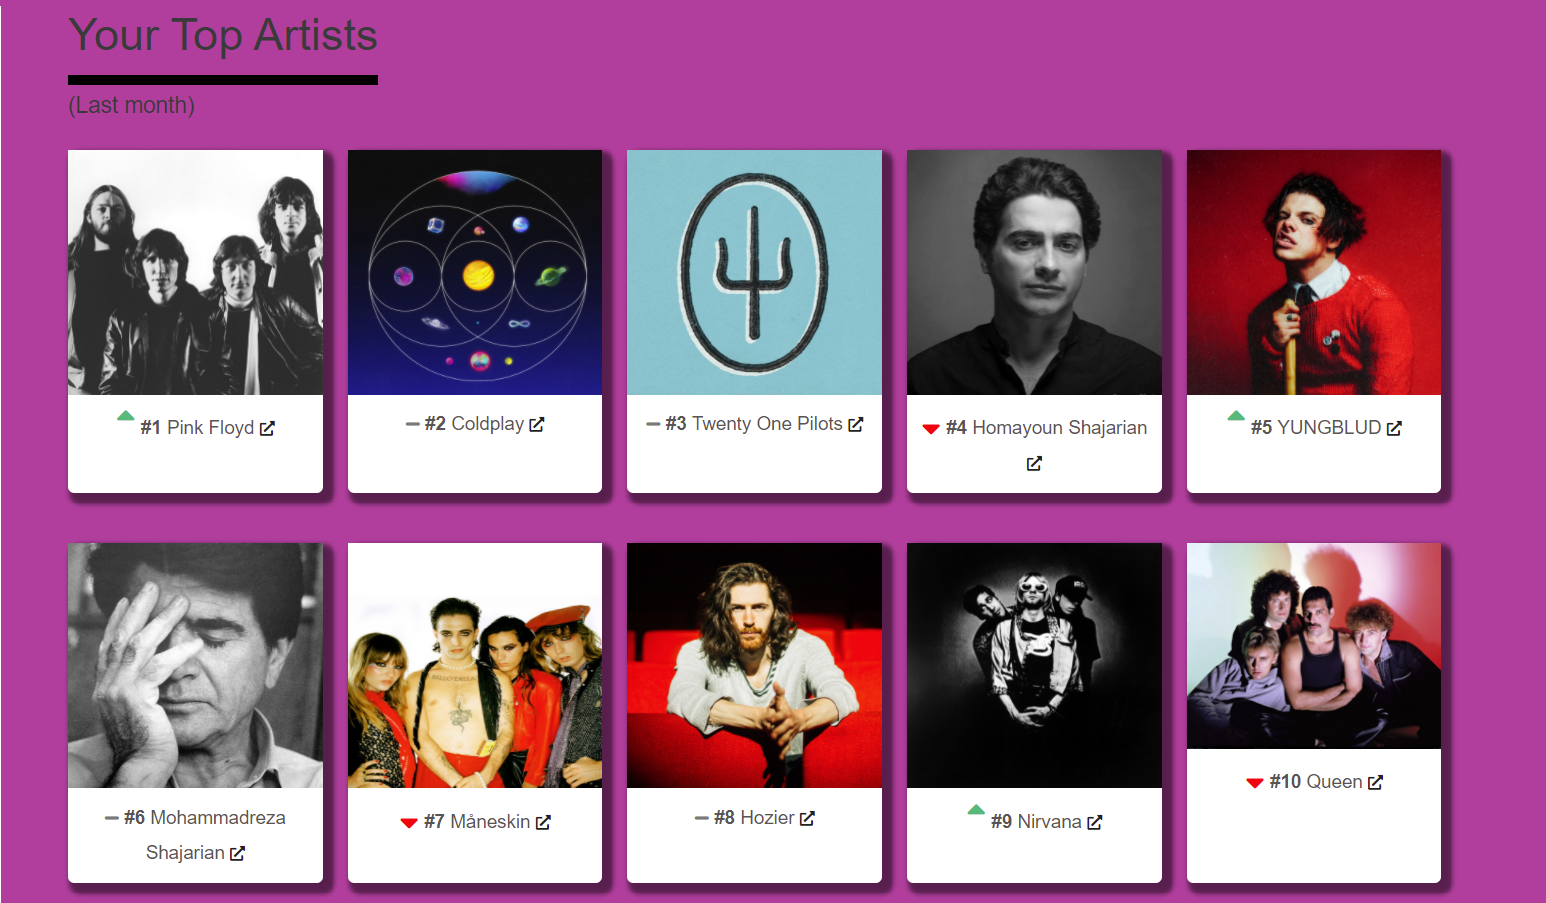 Your Top Artists
(Last month)
#1 Pink Floyd
#2 Coldplay
#3 Twenty One Pilots
#4 Homayoun Shajarian
#5 YUNGBLUD
#6 Mohammadreza
Shajarian
#7 Måneskin
#8 Hozier
#9 Nirvana
#10 Queen